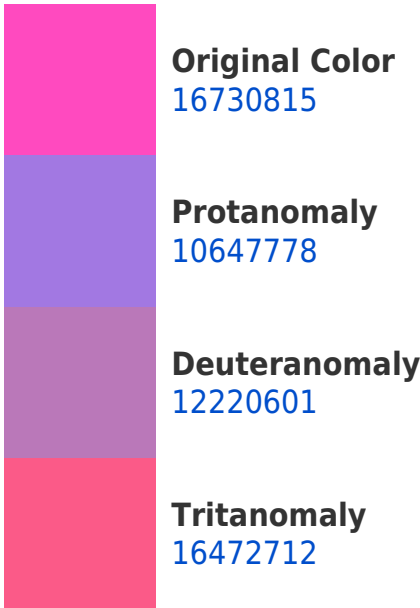 Original Color
16730815
Protanomaly
10647778
Deuteranomaly
12220601
Tritanomaly
16472712